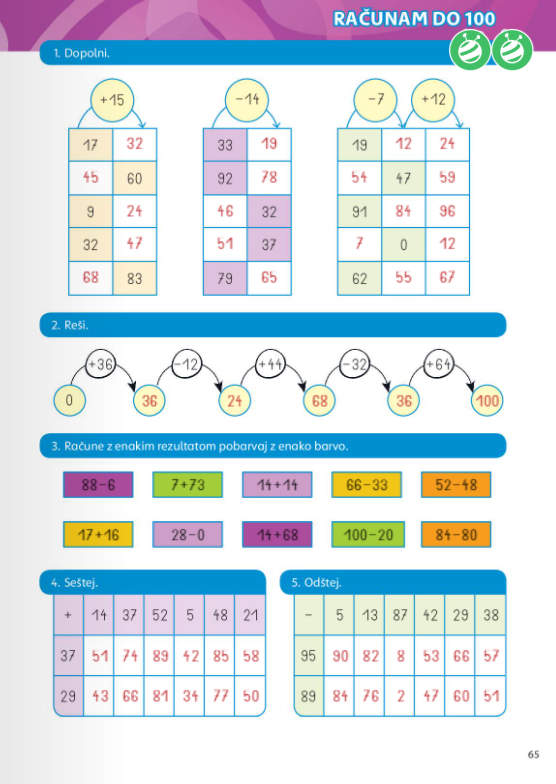 RAČUNAM DO 100
1. Dopolni.
+15
17 32
45 60
9 24
32 47
68 83
−14
33 19
92 78
46 32
51 37
79 65
−7 +12
19 12 24
54 47 59
91 84 96
7 0 12
62 55 67
2. Reši.
+36 −12 +44 −32 +64
0 36 24 68 36 100
3. Račune z enakim rezultatom pobarvaj z enako barvo.
88−6 7+73 14+14 66−33 52−48
17+16 28−0 14+68 100−20 84−80
4. Seštej.
+ 14 37 52 5 48 21
37 51 74 89 42 85 58
29 43 66 81 34 77 50
5. Odštej.
− 5 13 87 42 29 38
95 90 82 8 53 66 57
89 84 76 2 47 60 51
65